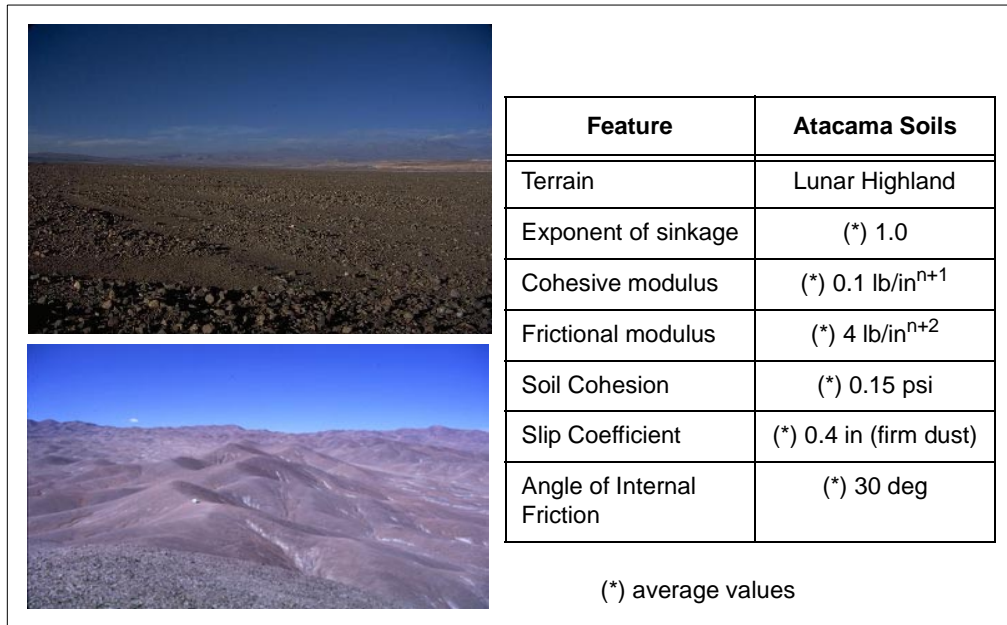 Feature Atacama Soils
Terrain Lunar Highland
Exponent of sinkage (*) 1.0
Cohesive modulus (*) 0.1 lb/in^n+1
Frictional modulus (*) 4 lb/in^n+2
Soil Cohesion (*) 0.15 psi
Slip Coefficient (*) 0.4 in (firm dust)
Angle of Internal (*) 30 deg
Friction
(*) average values